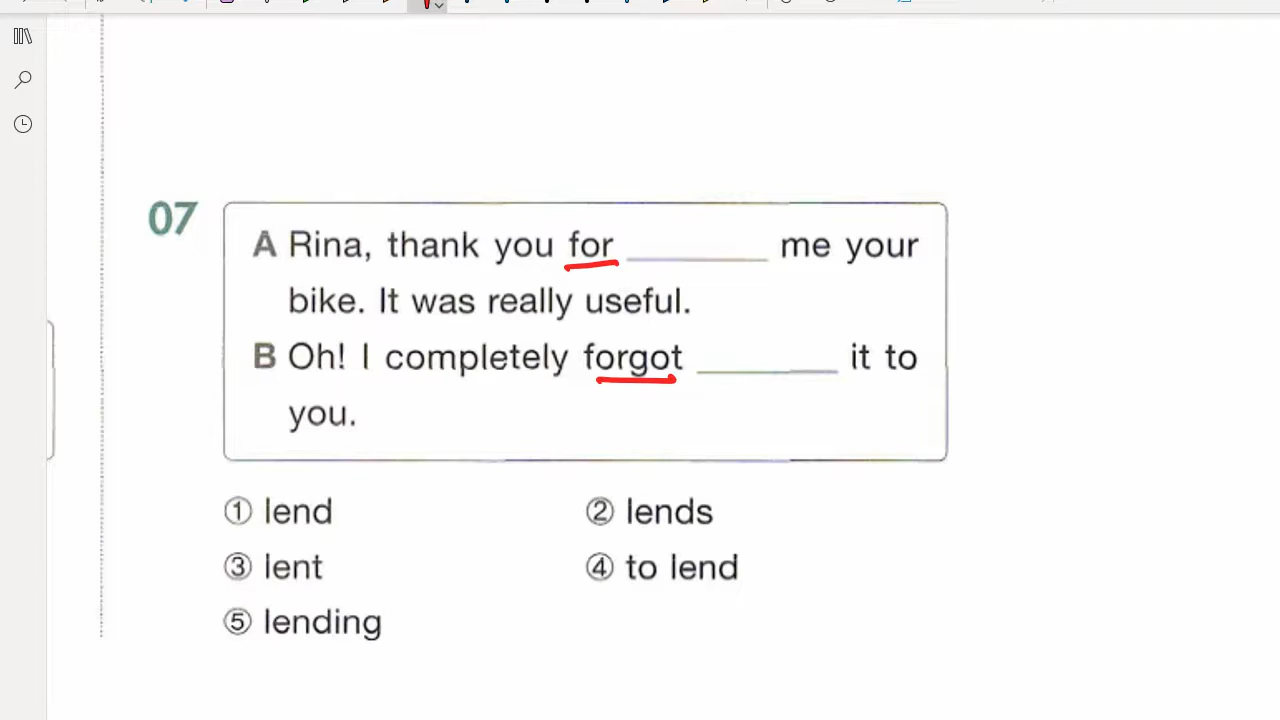 07
A Rina, thank you for ________ me your
bike. It was really useful.
B Oh! I completely forgot ________ it to
you.
① lend ② lends
③ lent ④ to lend
⑤ lending